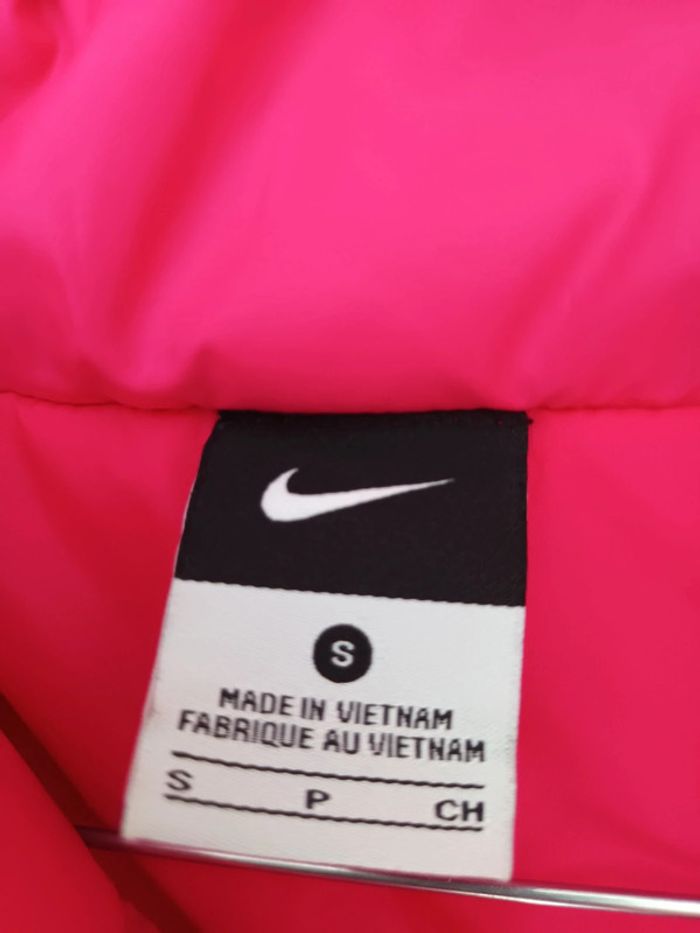 S
MADE IN VIETNAM
FABRIQUE AU VIETNAM
S P CH